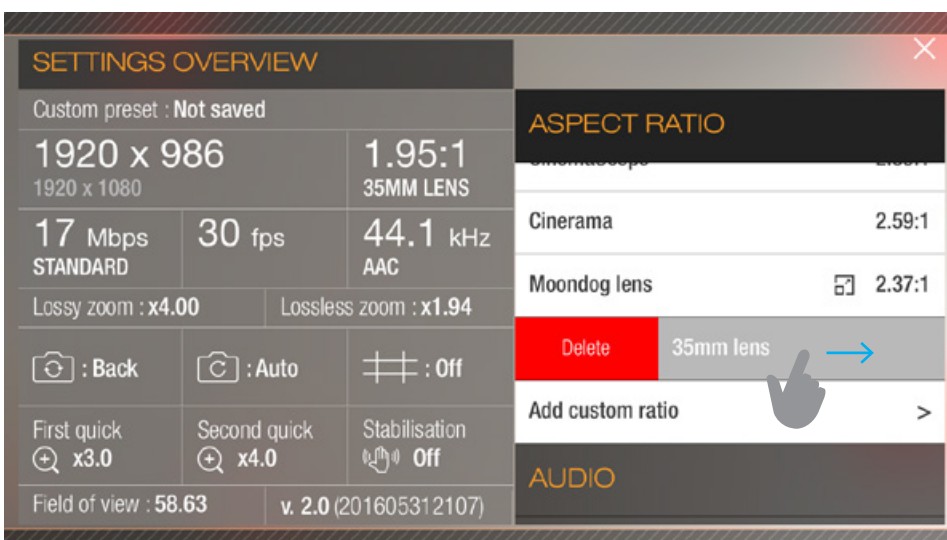 SETTINGS OVERVIEW
Custom preset : Not saved
1920 x 986
1920 x 1080
1.95:1
35MM LENS
17 Mbps
STANDARD
30 fps
44.1 kHz
AAC
Lossy zoom : x4.00
Lossless zoom : x1.94
: Back
: Auto
: Off
First quick
x3.0
Second quick
x4.0
Stabilisation
Off
Field of view : 58.63
v. 2.0 (201605312107)
ASPECT RATIO
Cinerama 2.59:1
Moondog lens 2.37:1
Delete 35mm lens
Add custom ratio >
AUDIO